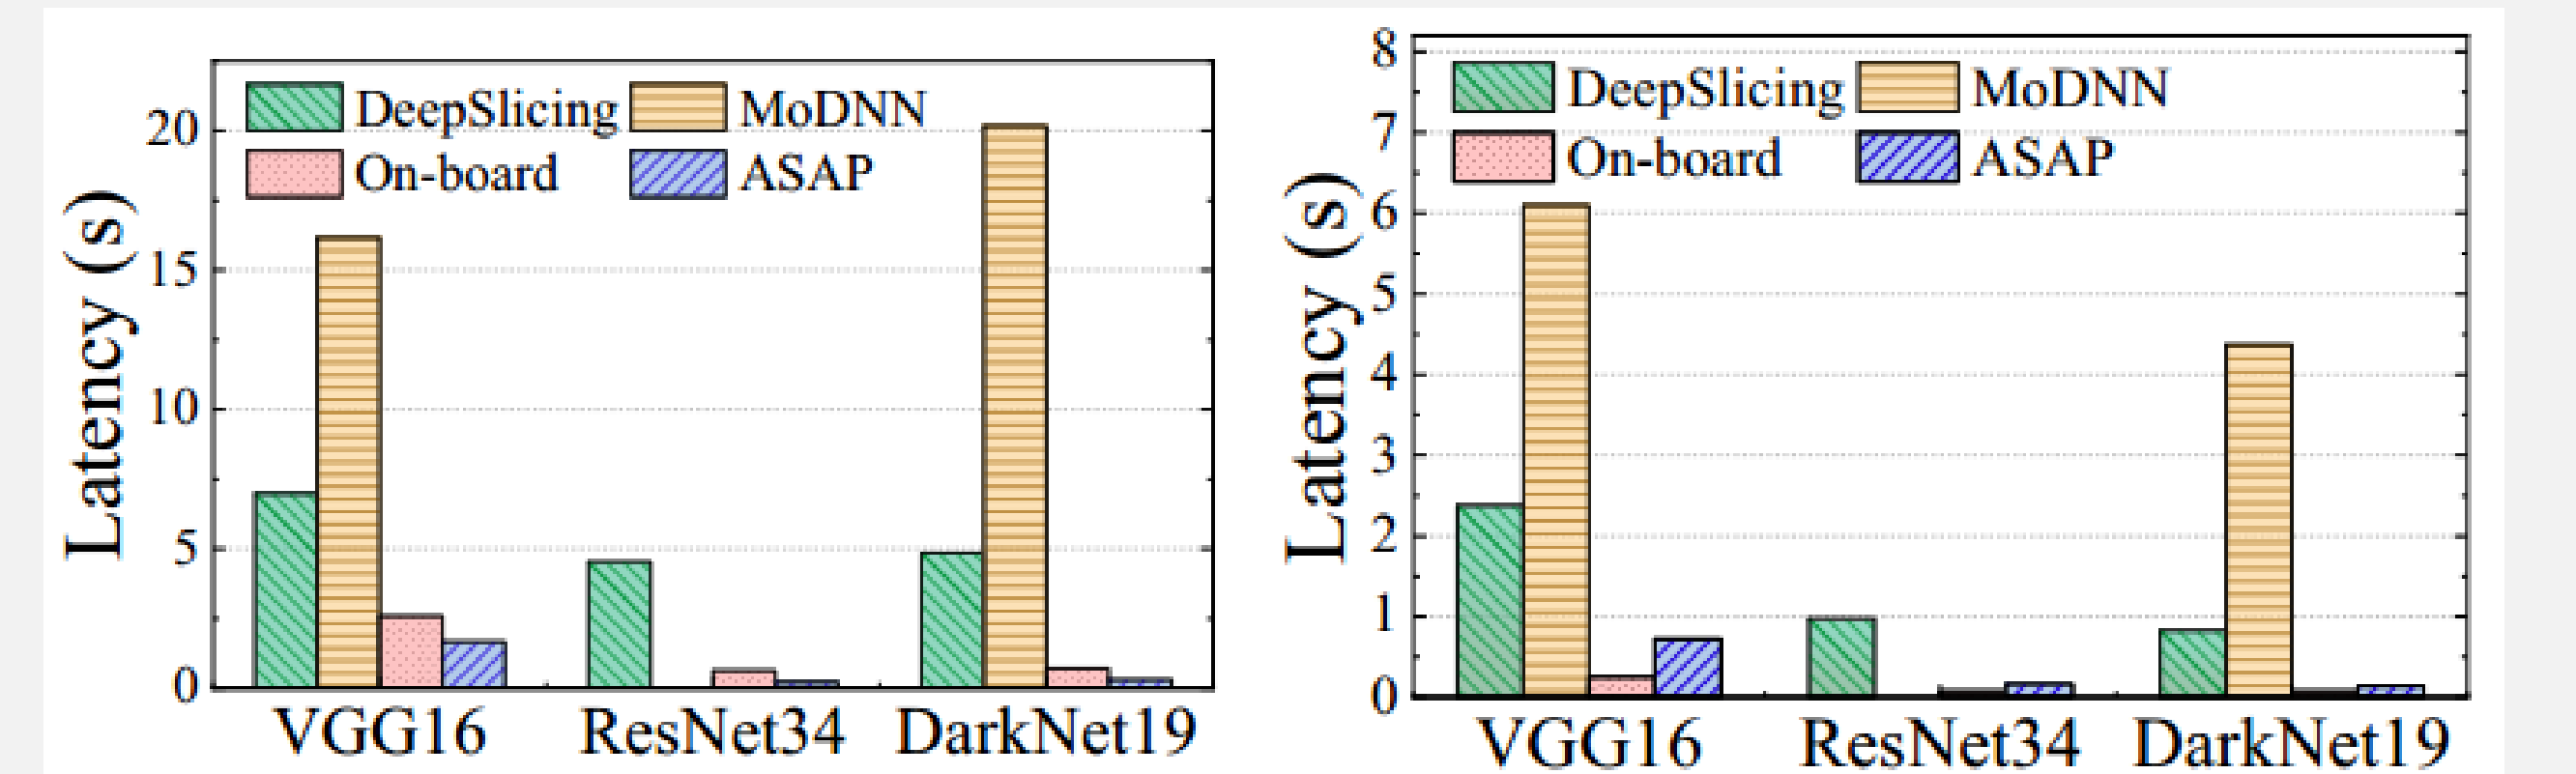 Latency (s)
20
15
10
5
0
DeepSlicing MoDNN
On-board ASAP
VGG16 ResNet34 DarkNet19
Latency (s)
8
7
6
5
4
3
2
1
0
DeepSlicing MoDNN
On-board ASAP
VGG16 ResNet34 DarkNet19